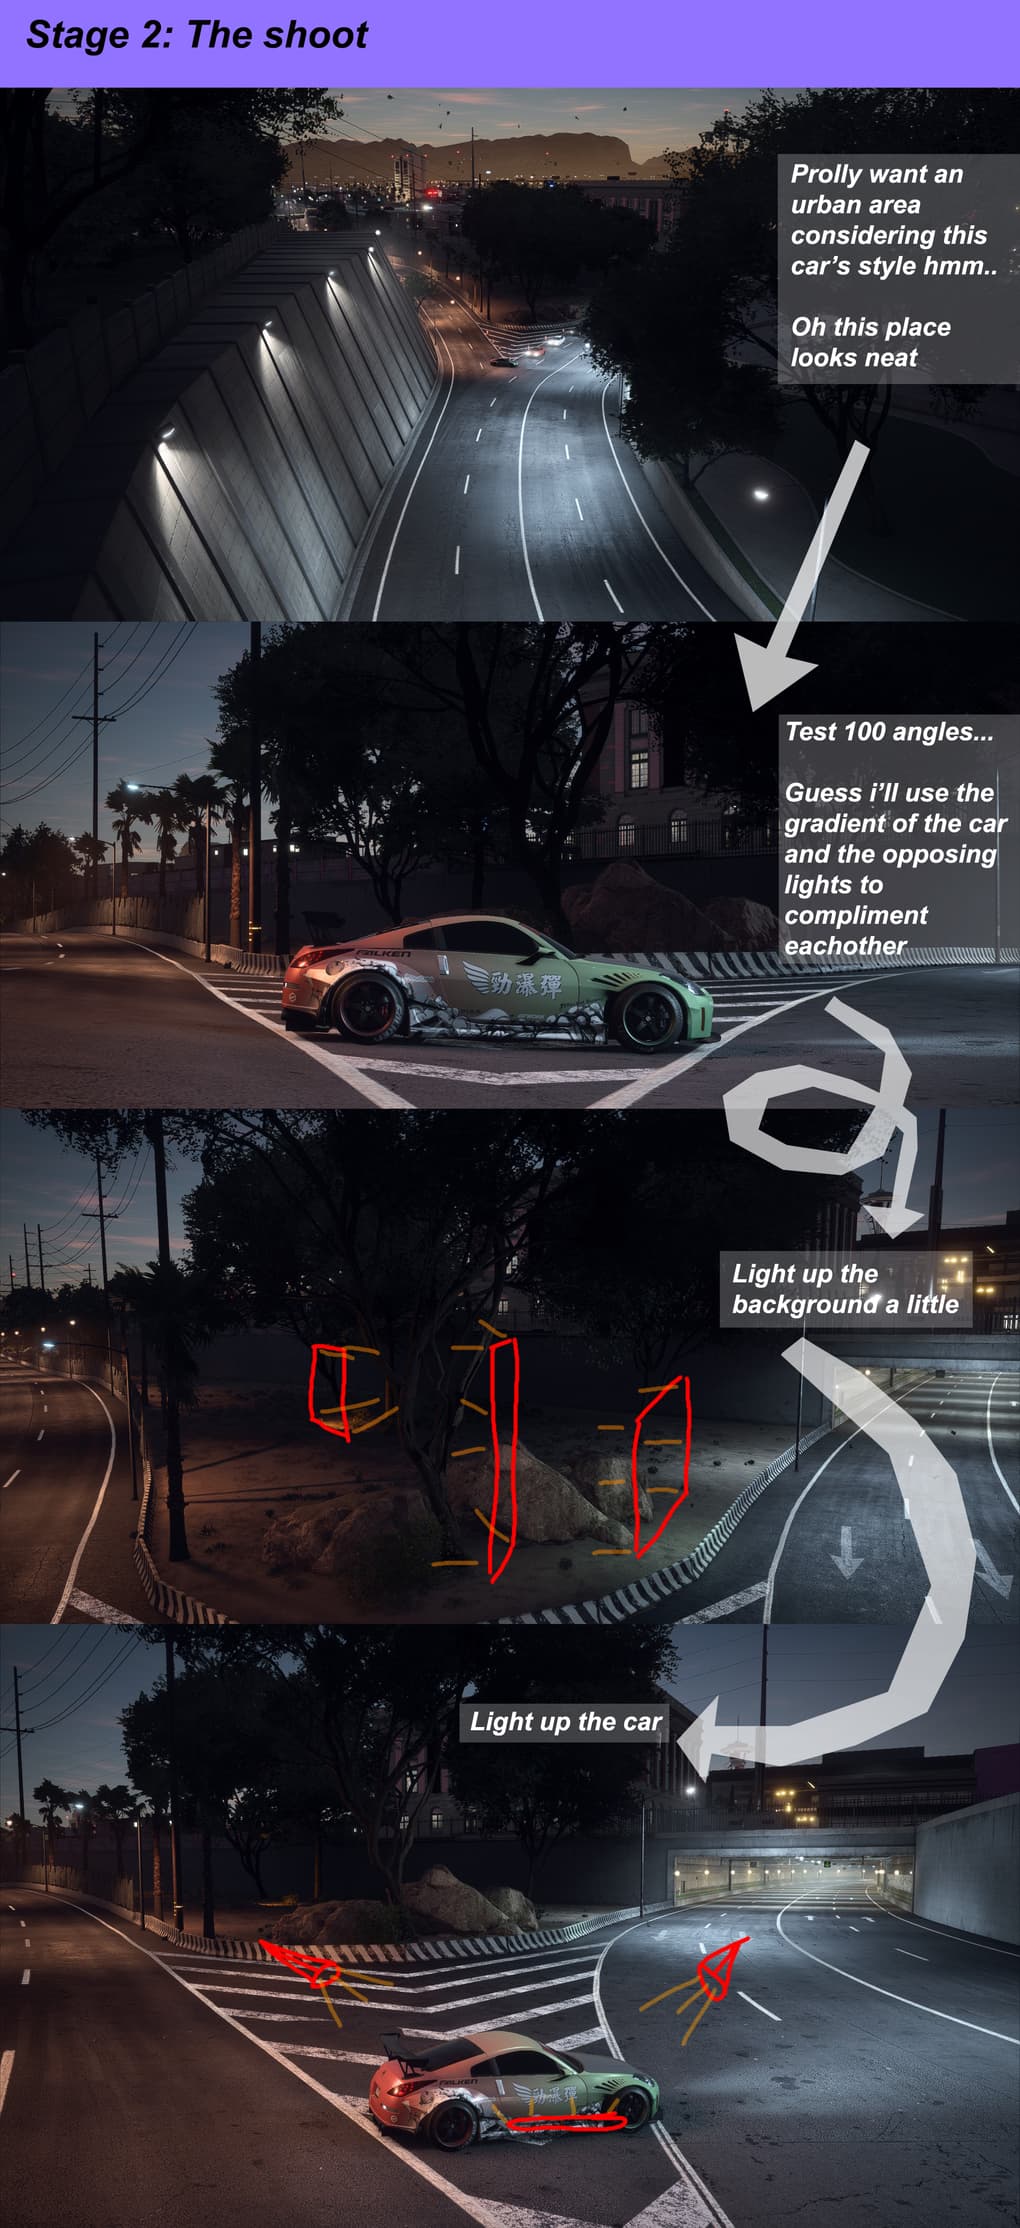 Stage 2: The shoot
Prolly want an
urban area
considering this
car's style hmm..
Oh this place
looks neat
Test 100 angles...
Guess i'll use the
gradient of the car
and the opposing
lights to
compliment
eachother
FALKEN
勁瀑彈
Light up the
background a little
Light up the car
FALKEN
勁瀑彈